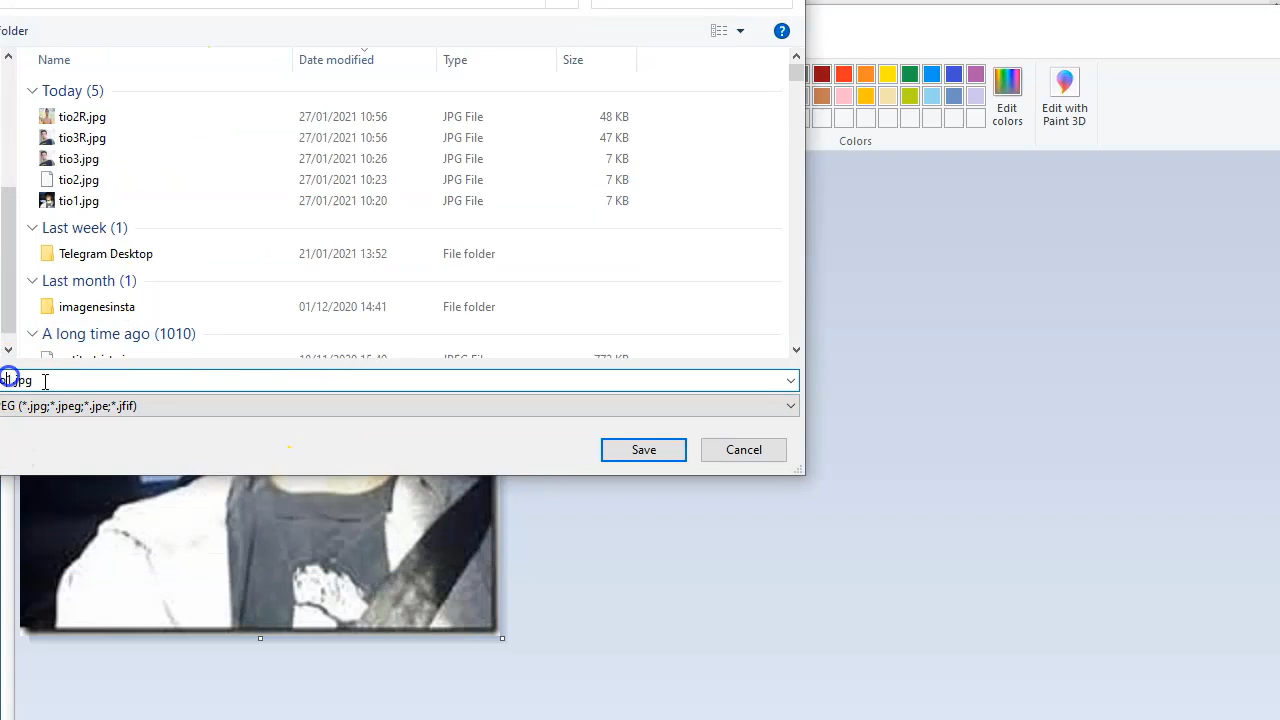 folder
Name Date modified Type Size
Today (5)
tio2R.jpg 27/01/2021 10:56 JPG File 48 KB
tio3R.jpg 27/01/2021 10:56 JPG File 47 KB
tio3.jpg 27/01/2021 10:26 JPG File 7 KB
tio2.jpg 27/01/2021 10:23 JPG File 7 KB
tio1.jpg 27/01/2021 10:20 JPG File 7 KB
Last week (1)
Telegram Desktop 21/01/2021 13:52 File folder
Last month (1)
imagenesinsta 01/12/2020 14:41 File folder
A long time ago (1010)
1.jpg
PEG (*.jpg;*.jpeg;*.jpe;*.jfif)
Save Cancel
Edit colors
Edit with Paint 3D
Colors